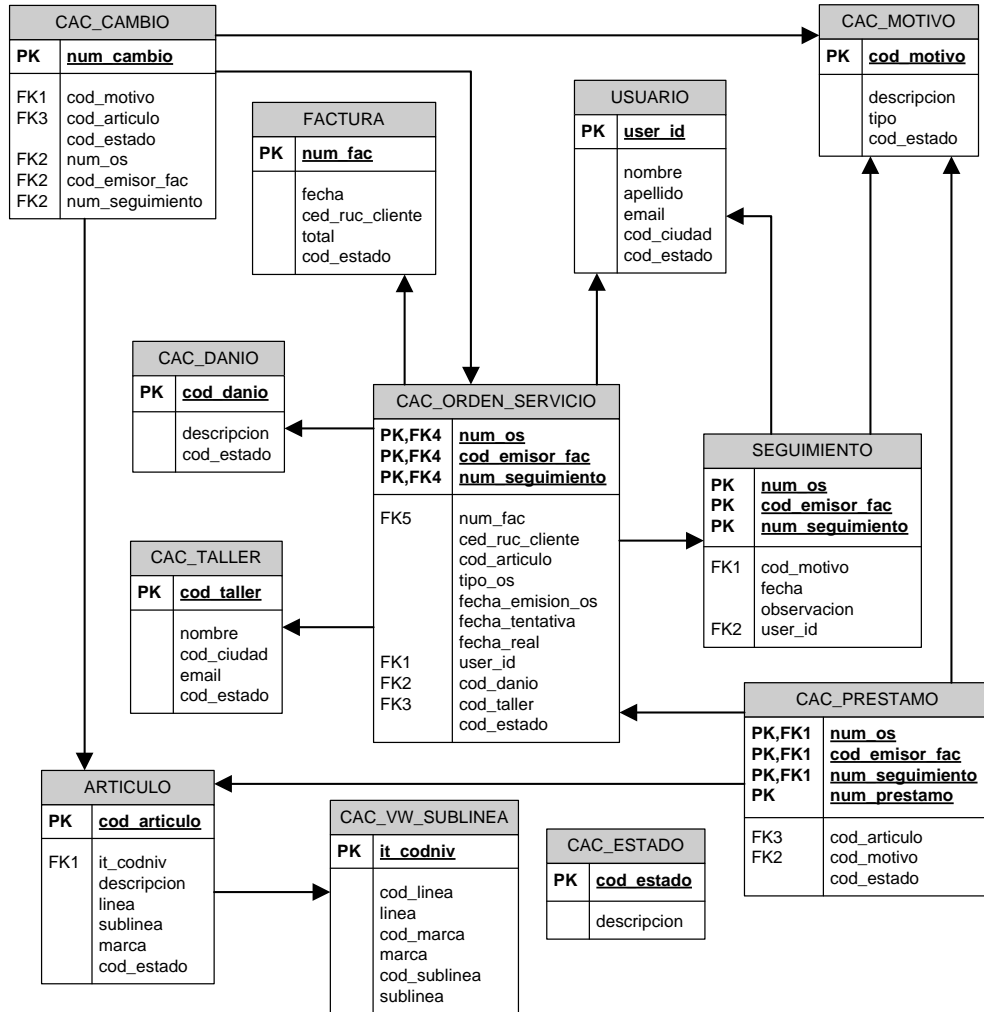 CAC_CAMBIO
PK num_cambio
FK1 cod_motivo
FK3 cod_articulo
cod_estado
FK2 num_os
FK2 cod_emisor_fac
FK2 num_seguimiento
CAC_MOTIVO
PK cod_motivo
descripcion
tipo
cod_estado
FACTURA
PK num_fac
fecha
ced_ruc_cliente
total
cod_estado
USUARIO
PK user_id
nombre
apellido
email
cod_ciudad
cod_estado
CAC_DANIO
PK cod_danio
descripcion
cod_estado
CAC_ORDEN_SERVICIO
PK,FK4 num_os
PK,FK4 cod_emisor_fac
PK,FK4 num_seguimiento
FK5 num_fac
ced_ruc_cliente
cod_articulo
tipo_os
fecha_emision_os
fecha_tentativa
fecha_real
FK1 user_id
FK2 cod_danio
FK3 cod_taller
cod_estado
SEGUIMIENTO
PK num_os
PK cod_emisor_fac
PK num_seguimiento
FK1 cod_motivo
fecha
observacion
FK2 user_id
CAC_TALLER
PK cod_taller
nombre
cod_ciudad
email
cod_estado
CAC_PRESTAMO
PK,FK1 num_os
PK,FK1 cod_emisor_fac
PK,FK1 num_seguimiento
PK num_prestamo
FK3 cod_articulo
FK2 cod_motivo
cod_estado
ARTICULO
PK cod_articulo
FK1 it_codniv
descripcion
linea
sublinea
marca
cod_estado
CAC_VW_SUBLINEA
PK it_codniv
cod_linea
linea
cod_marca
marca
cod_sublinea
sublinea
CAC_ESTADO
PK cod_estado
descripcion